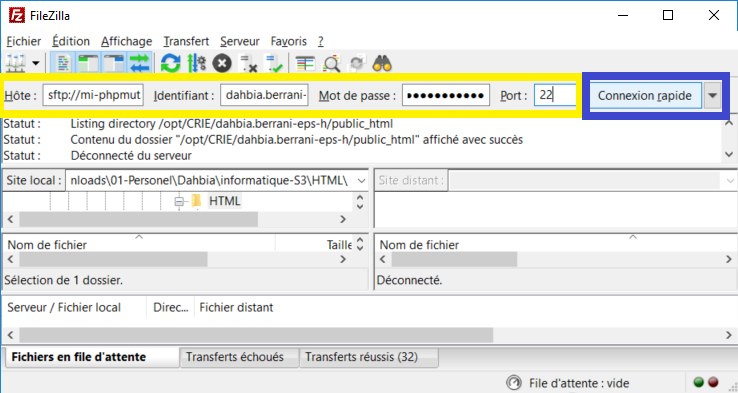 FileZilla
Fichier Édition Affichage Transfert Serveur Favoris ?
Hôte : sftp://mi-phpmut Identifiant : dahbia.berrani- Mot de passe : ●●●●●●●●●●● Port : 22 Connexion rapide
Statut : Listing directory /opt/CRIE/dahbia.berrani-eps-h/public_html
Statut : Contenu du dossier "/opt/CRIE/dahbia.berrani-eps-h/public_html" affiché avec succès
Statut : Déconnecté du serveur
Site local : nloads\01-Personel\Dahbia\informatique-S3\HTML\ Site distant :
HTML
Nom de fichier Taille Nom de fichier
Sélection de 1 dossier. Déconnecté.
Serveur / Fichier local Direc... Fichier distant
Fichiers en file d'attente Transferts échoués Transferts réussis (32)
File d'attente : vide